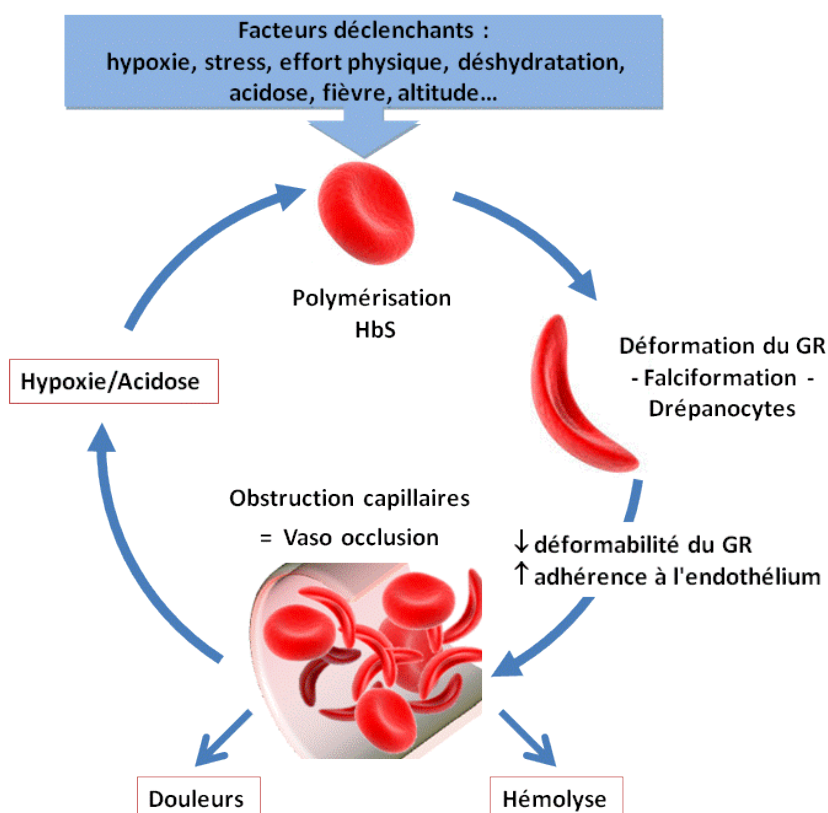 Facteurs déclenchants :
hypoxie, stress, effort physique, déshydratation,
acidose, fièvre, altitude...
Polymérisation
HbS
Déformation du GR
- Falciformation -
Drépanocytes
Hypoxie/Acidose
Obstruction capillaires
= Vaso occlusion
↓ déformabilité du GR
↑ adhérence à l'endothélium
Douleurs
Hémolyse